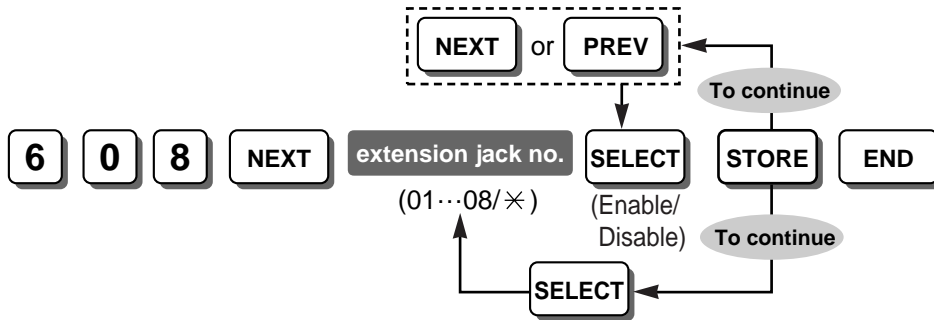 NEXT or PREV
To continue
6 0 8 NEXT extension jack no. SELECT STORE END
(01⋯08/✳)
(Enable/
Disable)
To continue
SELECT